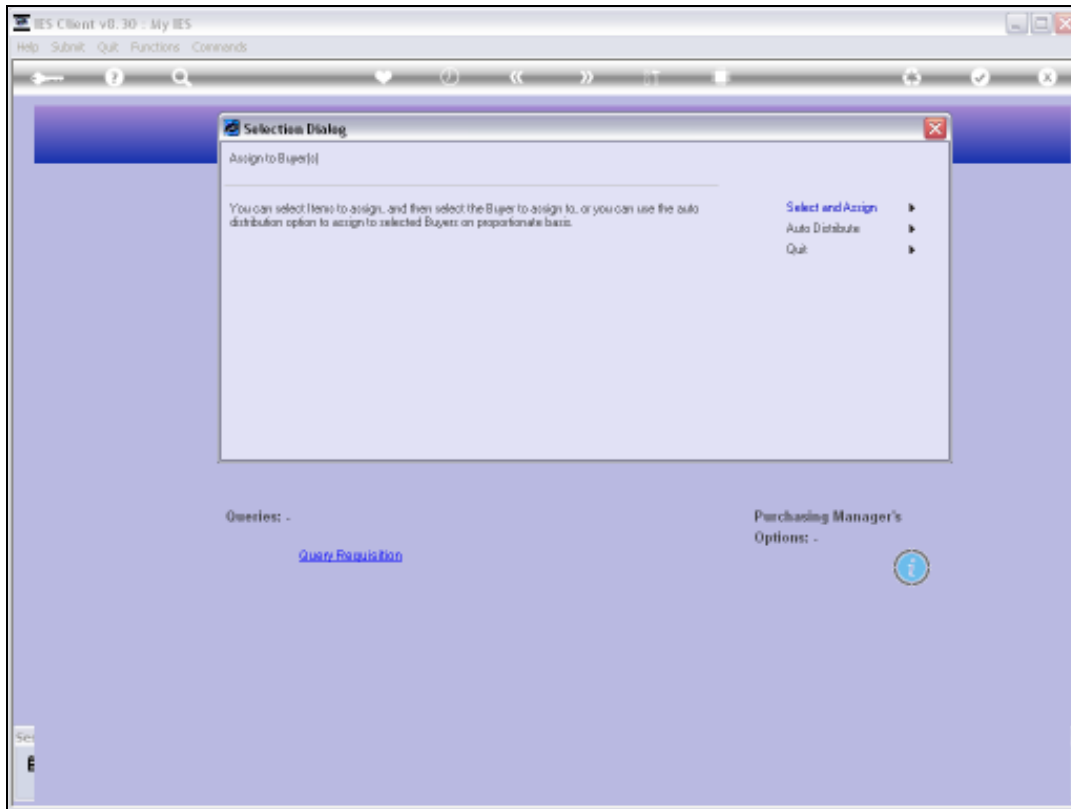 IES Client v0.30 : My IES
Help Submit Quit Functions Commands
Selection Dialog
Assign to Buyer(s)
You can select Items to assign, and then select the Buyer to assign to, or you can use the auto
distribution option to assign to selected Buyers on proportionate basis.
Select and Assign
Auto Distribute
Quit
Queries: -
Purchasing Manager's
Options: -
Query Requisition